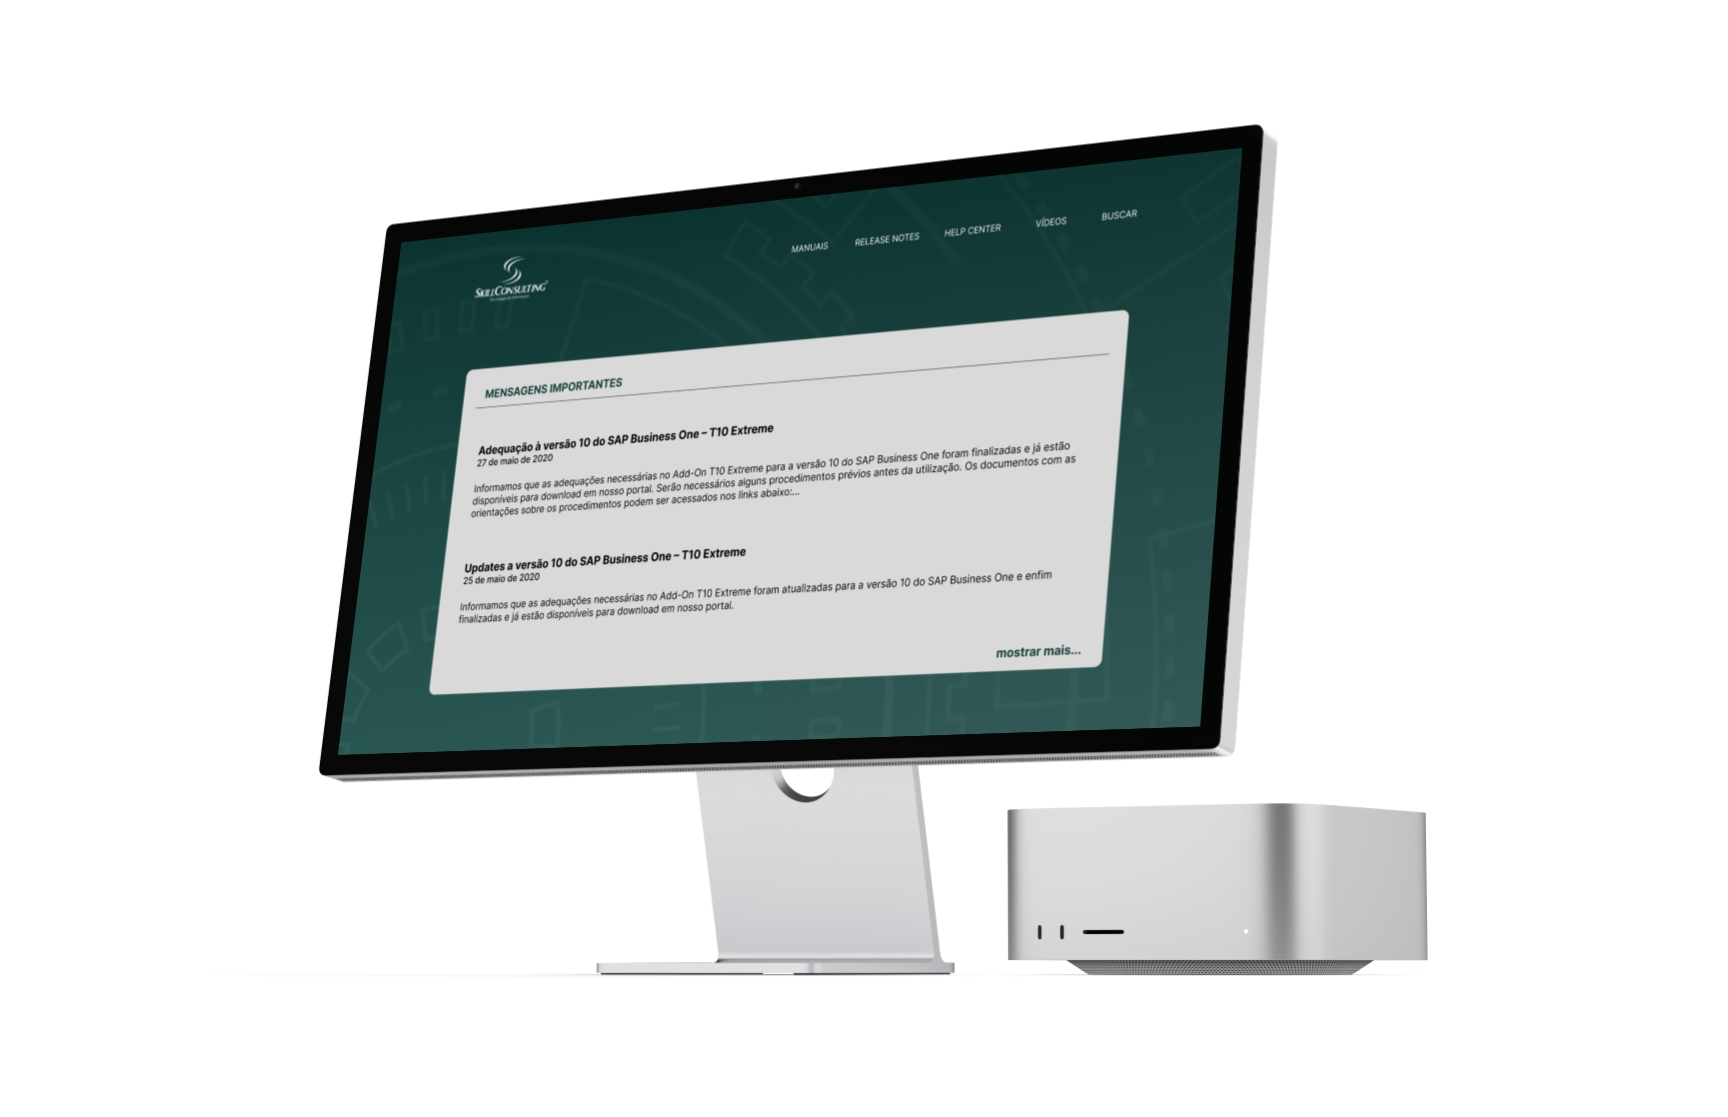 MANUAIS RELEASE NOTES HELP CENTER VÍDEOS BUSCAR
SKILLCONSULTING
MENSAGENS IMPORTANTES
Adequação à versão 10 do SAP Business One – T10 Extreme
27 de maio de 2020
Informamos que as adequações necessárias no Add-On T10 Extreme para a versão 10 do SAP Business One foram finalizadas e já estão
disponíveis para download em nosso portal. Serão necessários alguns procedimentos prévios antes da utilização. Os documentos com as
orientações sobre os procedimentos podem ser acessados nos links abaixo:...
Updates a versão 10 do SAP Business One – T10 Extreme
25 de maio de 2020
Informamos que as adequações necessárias no Add-On T10 Extreme foram atualizadas para a versão 10 do SAP Business One e enfim
finalizadas e já estão disponíveis para download em nosso portal.
mostrar mais...